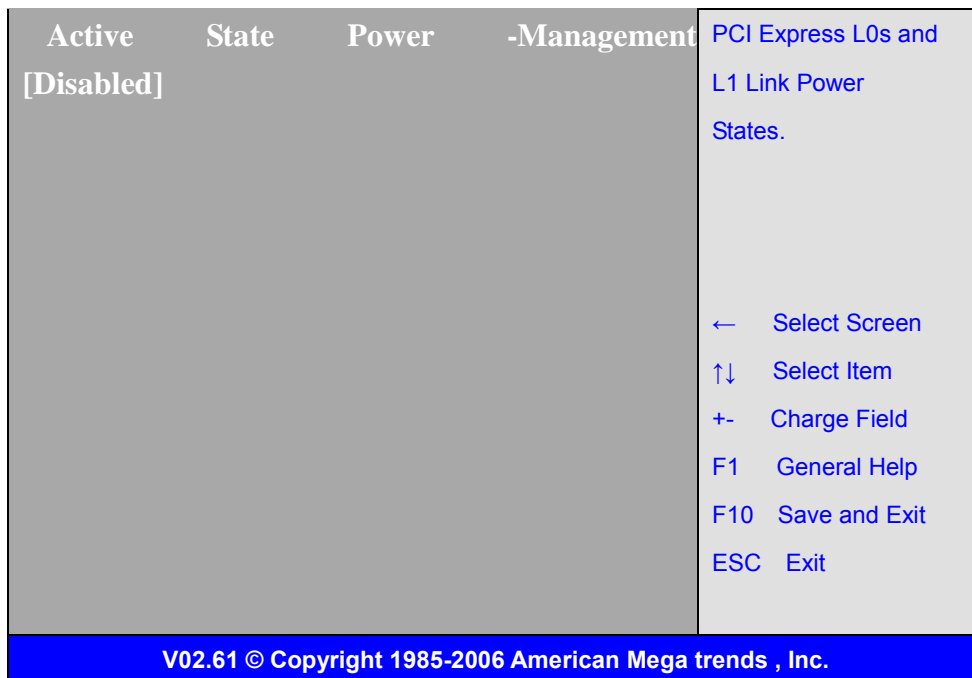 Active State Power -Management
[Disabled]
PCI Express L0s and
L1 Link Power
States.
← Select Screen
↑↓ Select Item
+- Charge Field
F1 General Help
F10 Save and Exit
ESC Exit
V02.61 © Copyright 1985-2006 American Mega trends , Inc.